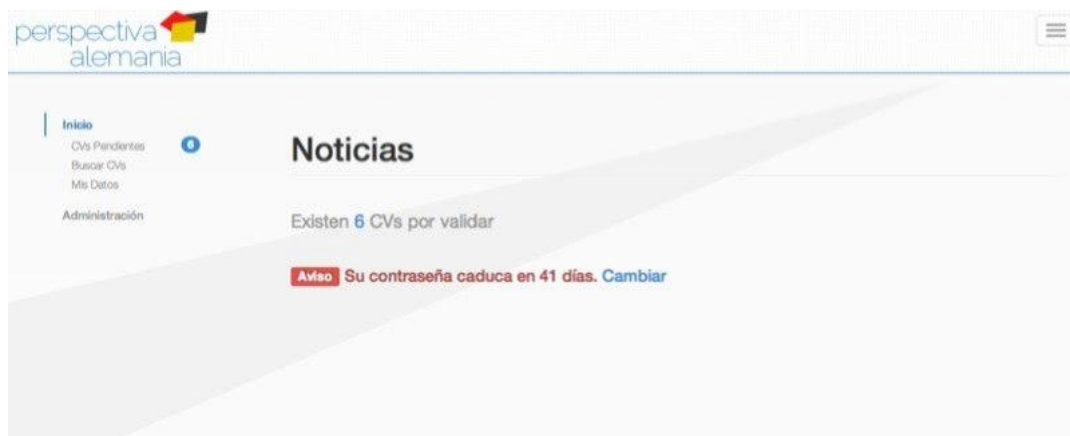 perspectiva
alemania
Inicio
CVs Pendientes 6
Buscar CVs
Mis Datos
Administración
Noticias
Existen 6 CVs por validar
Aviso Su contraseña caduca en 41 días. Cambiar